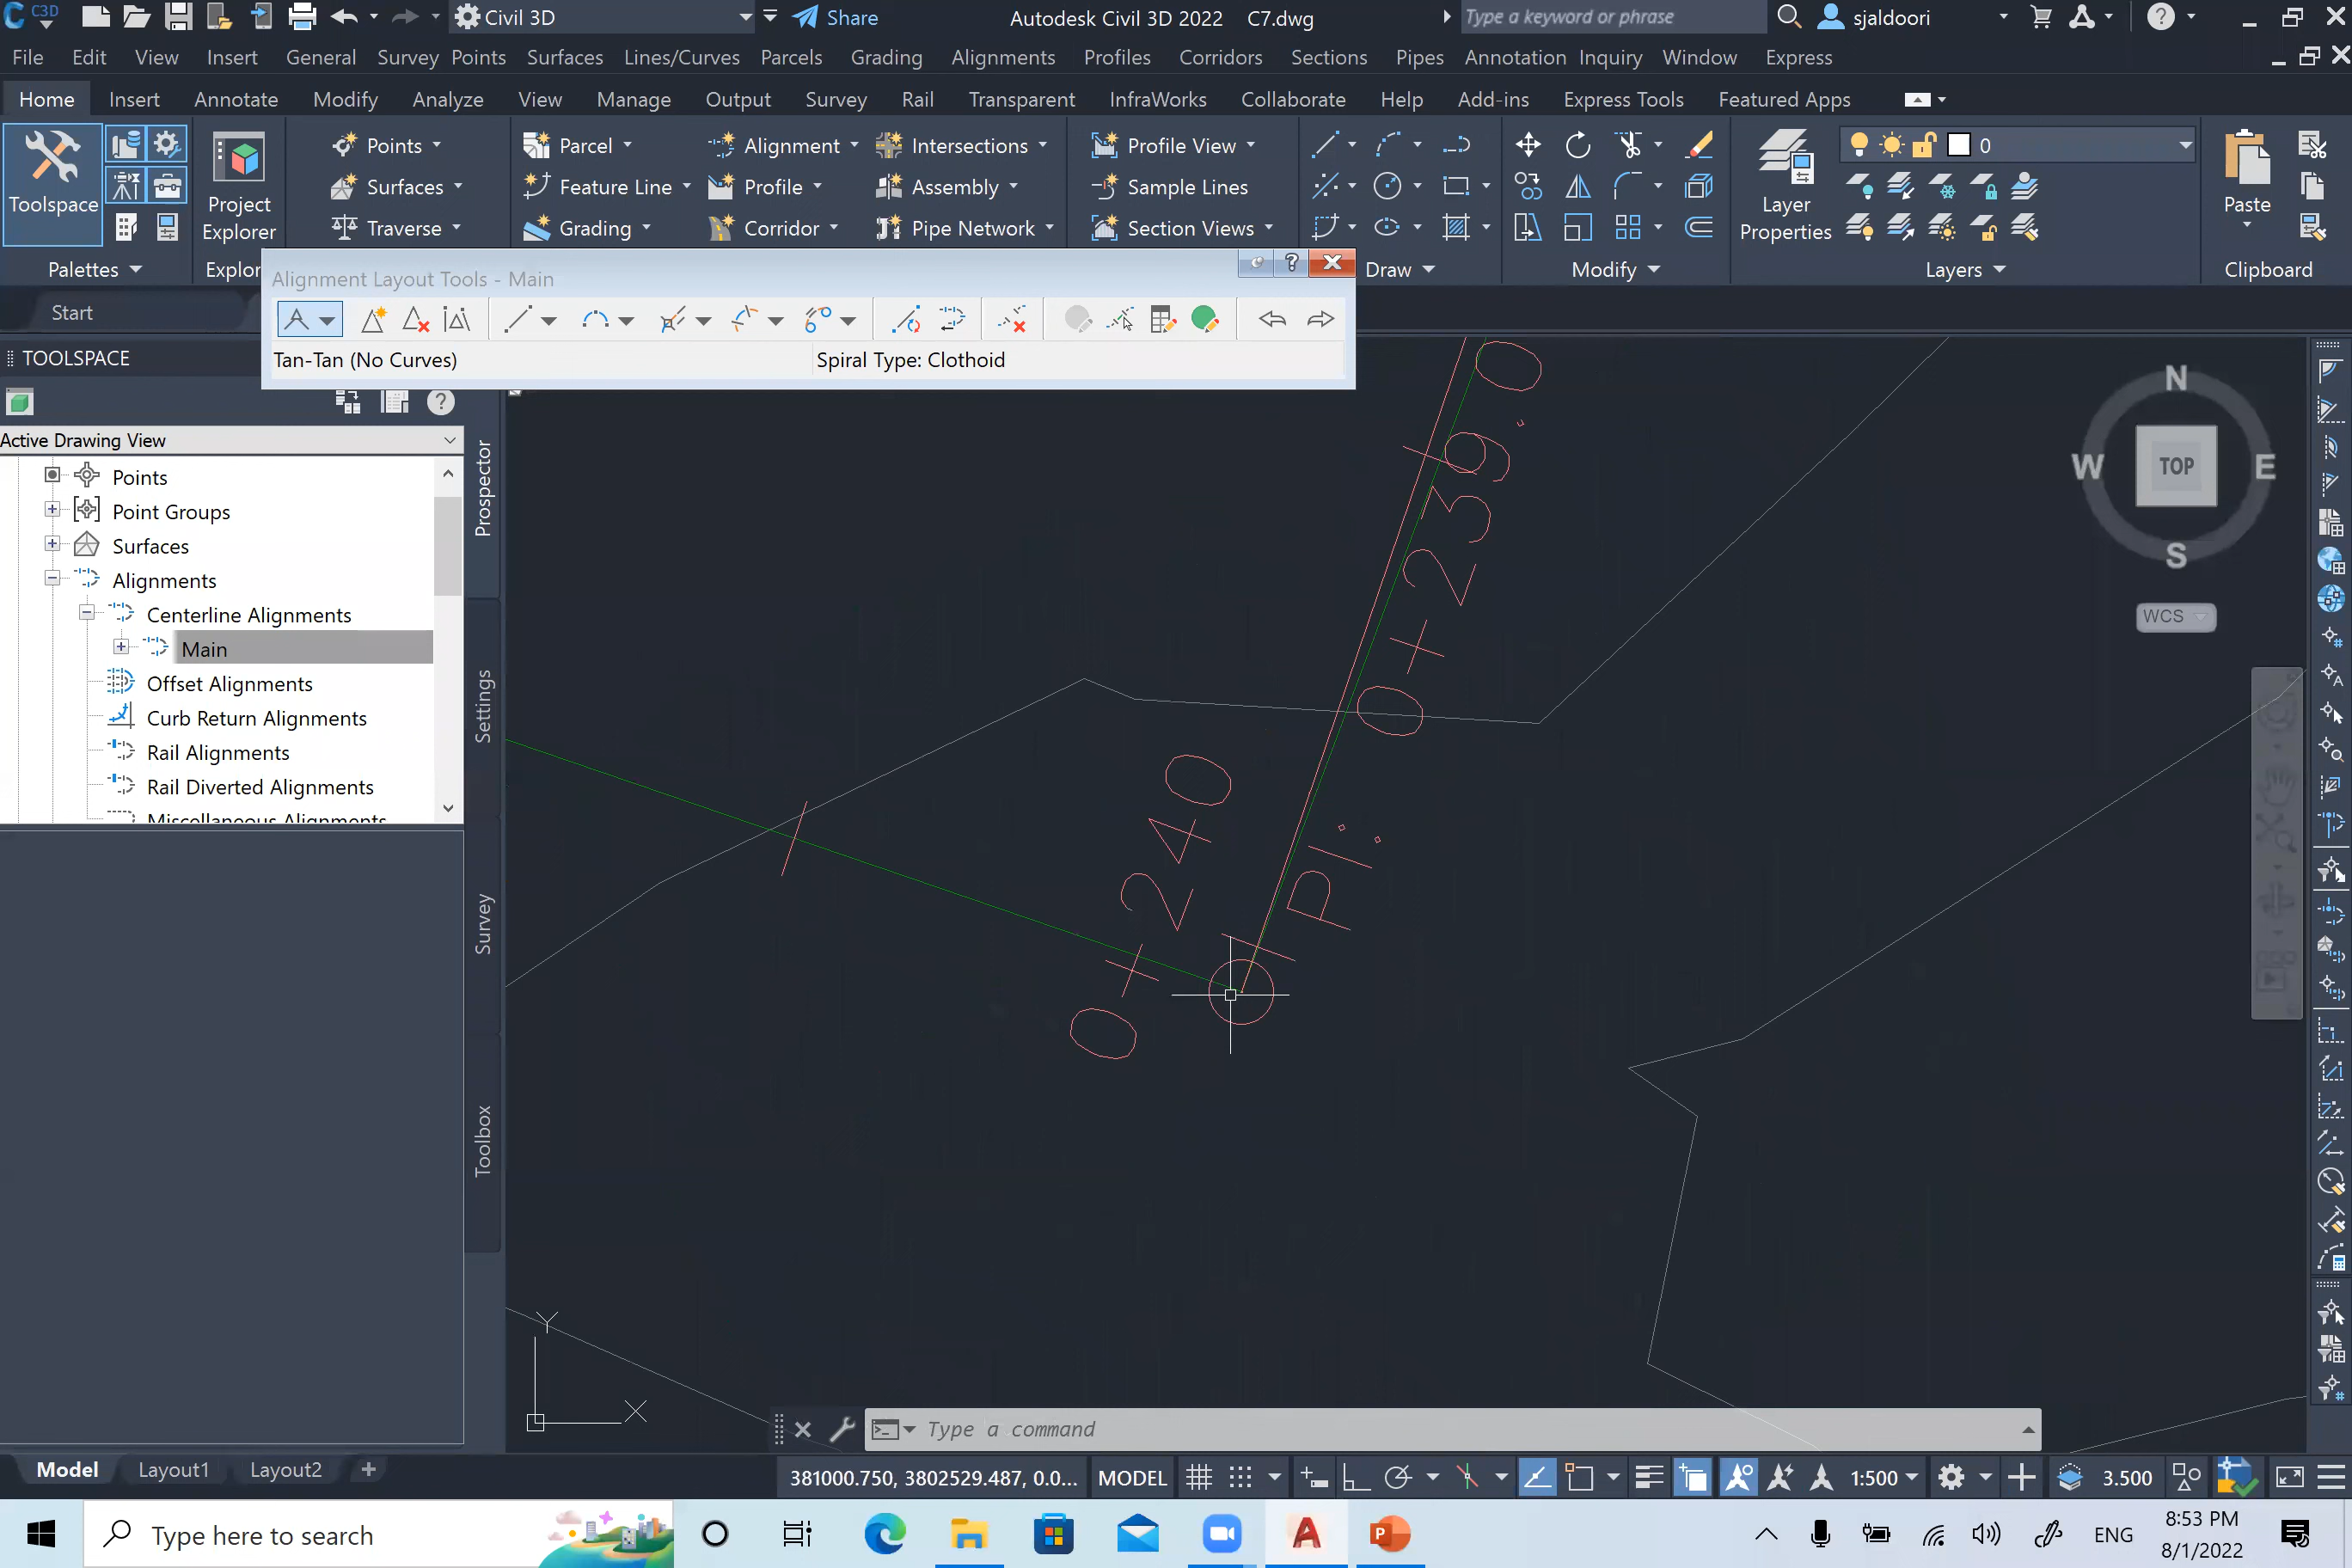 C3D
Civil 3D
Share
Autodesk Civil 3D 2022 C7.dwg
Type a keyword or phrase
sjaldoori
File Edit View Insert General Survey Points Surfaces Lines/Curves Parcels Grading Alignments Profiles Corridors Sections Pipes Annotation Inquiry Window Express
Home Insert Annotate Modify Analyze View Manage Output Survey Rail Transparent InfraWorks Collaborate Help Add-ins Express Tools Featured Apps
Points Parcel Alignment Intersections Profile View
0
Toolspace
Project
Explorer
Surfaces Feature Line Profile Assembly Sample Lines
Traverse Grading Corridor Pipe Network Section Views
Layer
Properties
Paste
Palettes
Explor
Draw
Modify
Layers
Clipboard
Alignment Layout Tools - Main
Start
Tan-Tan (No Curves)
Spiral Type: Clothoid
TOOLSPACE
Active Drawing View
Points
Point Groups
Surfaces
Alignments
Centerline Alignments
Main
Offset Alignments
Curb Return Alignments
Rail Alignments
Rail Diverted Alignments
Miscellaneous Alignments
Prospector
Settings
Survey
Toolbox
PI: 0+239.0
0+240
N
W
TOP
E
S
WCS
Y
X
Type a command
Model Layout1 Layout2
381000.750, 3802529.487, 0.0...
MODEL
1:500
3.500
Type here to search
ENG
8:53 PM
8/1/2022